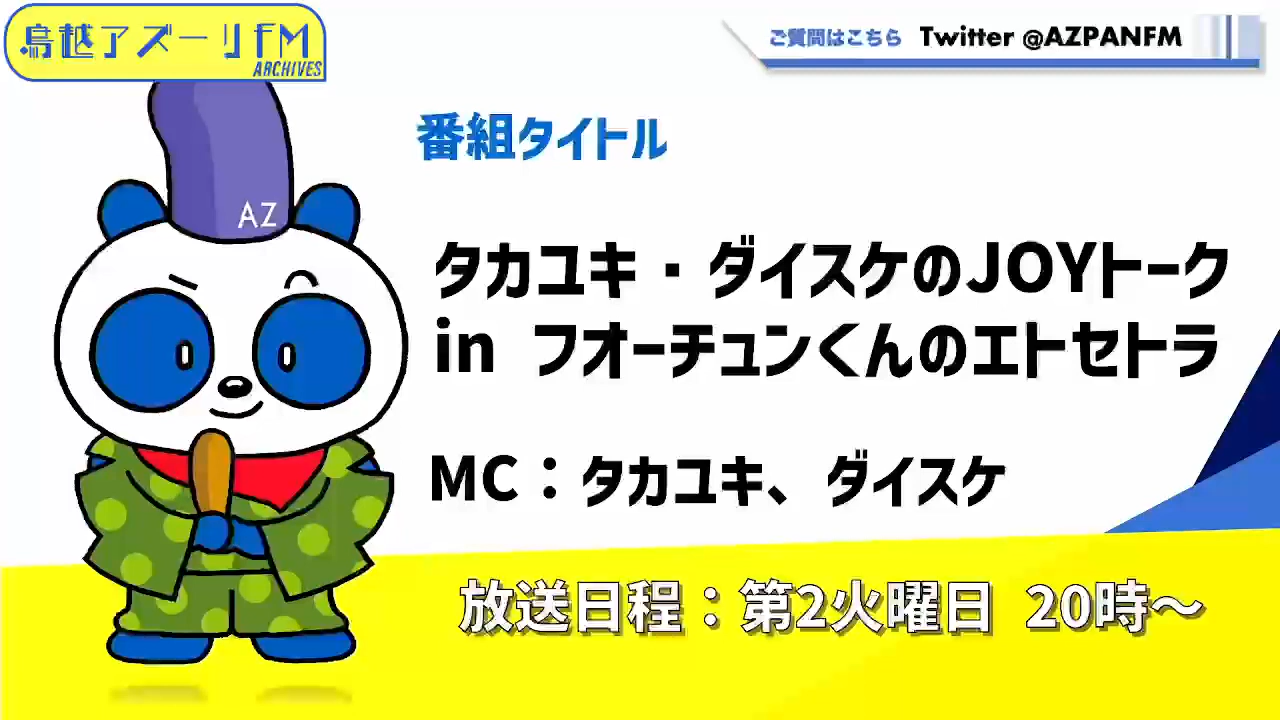 鳥越アズーリFM
ARCHIVES
ご質問はこちら Twitter @AZPANFM
AZ
番組タイトル
タカユキ・ダイスケのJOYトーク
in フォーチュンくんのエトセトラ
MC：タカユキ、ダイスケ
放送日程：第2火曜日 20時～